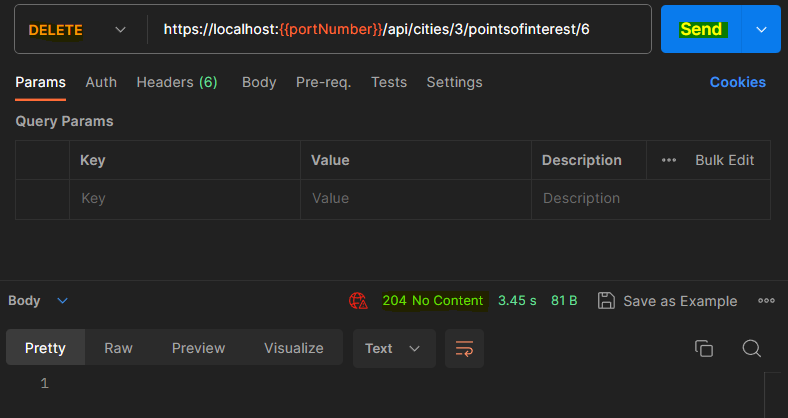 DELETE https://localhost:{{portNumber}}/api/cities/3/pointsofinterest/6 Send
Params Auth Headers (6) Body Pre-req. Tests Settings Cookies
Query Params
Key Value Description ••• Bulk Edit
Key Value Description
Body 204 No Content 3.45 s 81 B Save as Example
Pretty Raw Preview Visualize Text
1